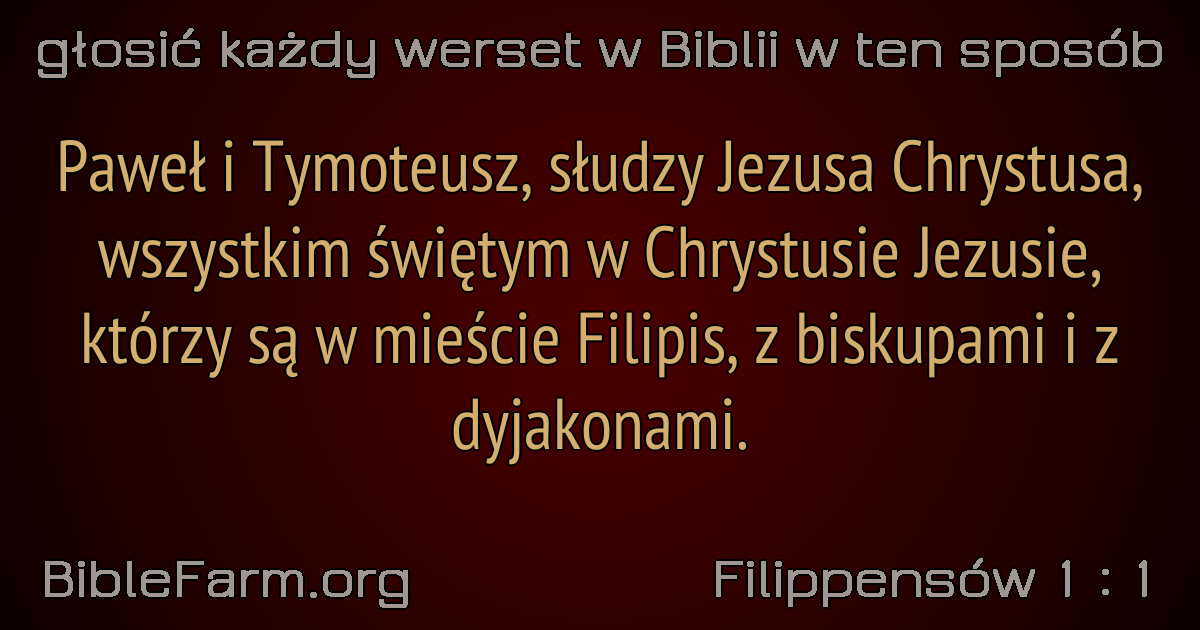 głosić każdy werset w Biblii w ten sposób
Paweł i Tymoteusz, słudzy Jezusa Chrystusa,
wszystkim świętym w Chrystusie Jezusie,
którzy są w mieście Filipis, z biskupami i z
dyjakonami.
BibleFarm.org
Filippensów 1 : 1